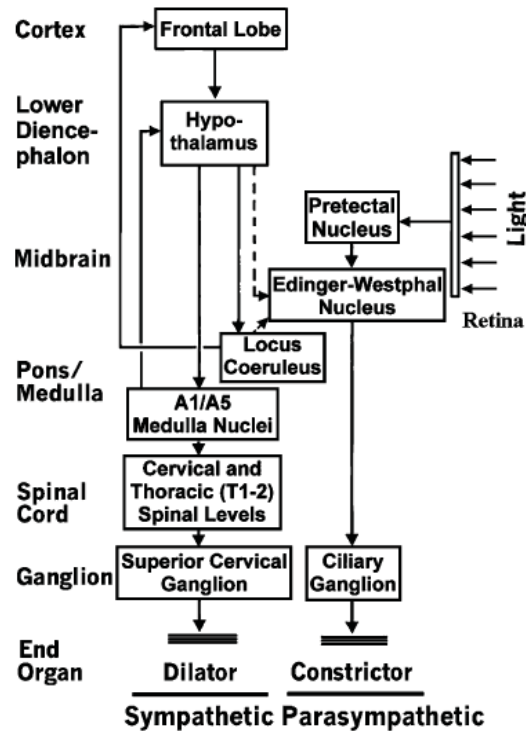 Cortex
Frontal Lobe
Lower
Dience-
phalon
Hypo-
thalamus
Pretectal
Nucleus
Light
Midbrain
Edinger-Westphal
Nucleus
Retina
Locus
Coeruleus
Pons/
Medulla
A1/A5
Medulla Nuclei
Spinal
Cord
Cervical and
Thoracic (T1-2)
Spinal Levels
Ganglion
Superior Cervical
Ganglion
Ciliary
Ganglion
End
Organ
Dilator
Constrictor
Sympathetic
Parasympathetic